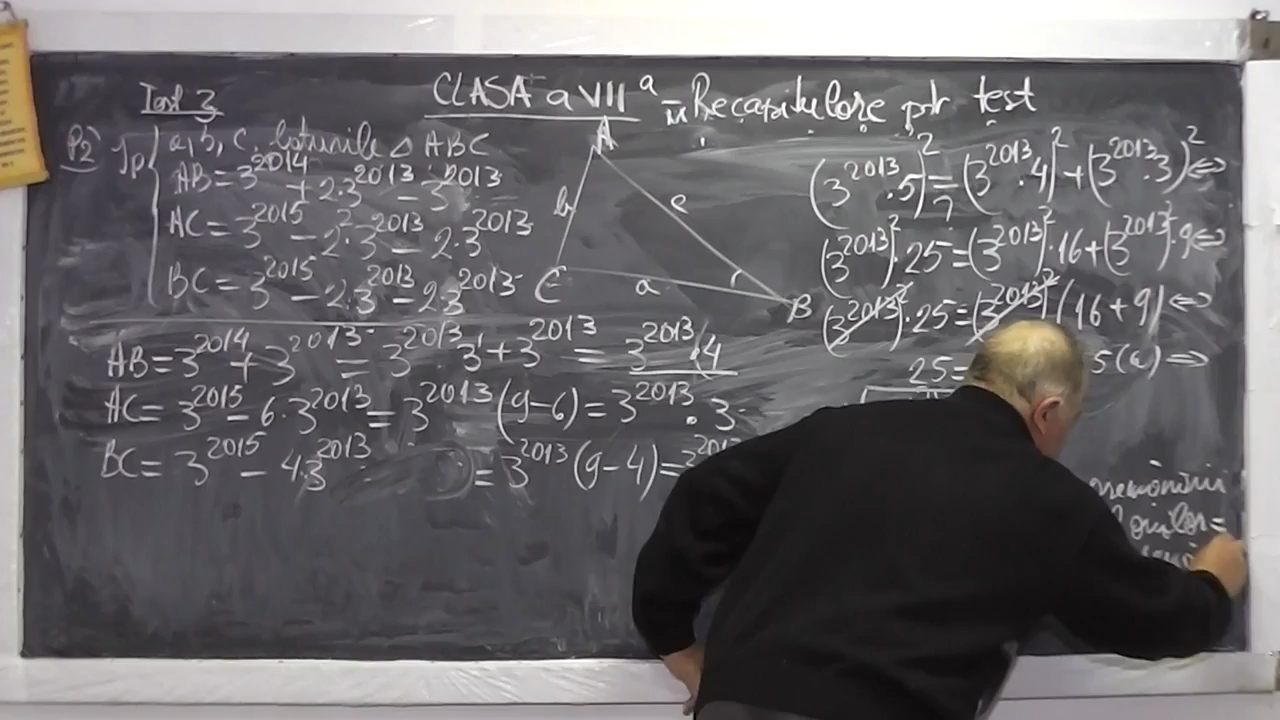 Test 3
CLASA a VII a - Recapitulare ptr test
P2) Ip a, b, c, laturile △ ABC
AB = 3^2014 + 2·3^2013 - 3^2013
AC = 3^2015 - 2²·3^2013 - 2·3^2013
BC = 3^2015 - 2·3^2013 - 2·3^2013
AB = 3^2014 + 3^2013 = 3^2013 3¹ + 3^2013 = 3^2013·4
AC = 3^2015 - 6·3^2013 = 3^2013 (9-6) = 3^2013·3
BC = 3^2015 - 4·3^2013 = 3^2013 (9-4) =
A
b
c
C
a
B
(3^2013·5)² = (3^2013·4)² + (3^2013·3)² ⇔
?
(3^2013)²·25 = (3^2013)²·16 + (3^2013)²·9 ⇔
(3^2013)²·25 = (3^2013)² (16 + 9) ⇔
25 = 5 (A) ⇒